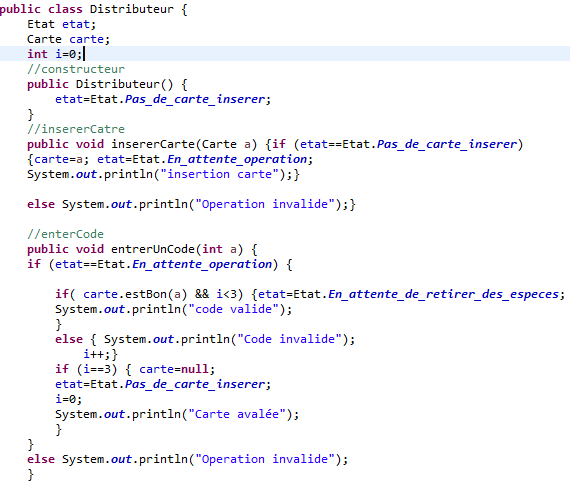 public class Distributeur {
Etat etat;
Carte carte;
int i=0;
//constructeur
public Distributeur() {
etat=Etat.Pas_de_carte_inserer;
}
//insererCatre
public void insererCarte(Carte a) {if (etat==Etat.Pas_de_carte_inserer)
{carte=a; etat=Etat.En_attente_operation;
System.out.println("insertion carte");}
else System.out.println("Operation invalide");}
//enterCode
public void entrerUnCode(int a) {
if (etat==Etat.En_attente_operation) {
if( carte.estBon(a) && i<3) {etat=Etat.En_attente_de_retirer_des_especes;
System.out.println("code valide");
}
else { System.out.println("Code invalide");
i++;}
if (i==3) { carte=null;
etat=Etat.Pas_de_carte_inserer;
i=0;
System.out.println("Carte avalée");
}
}
else System.out.println("Operation invalide");
}